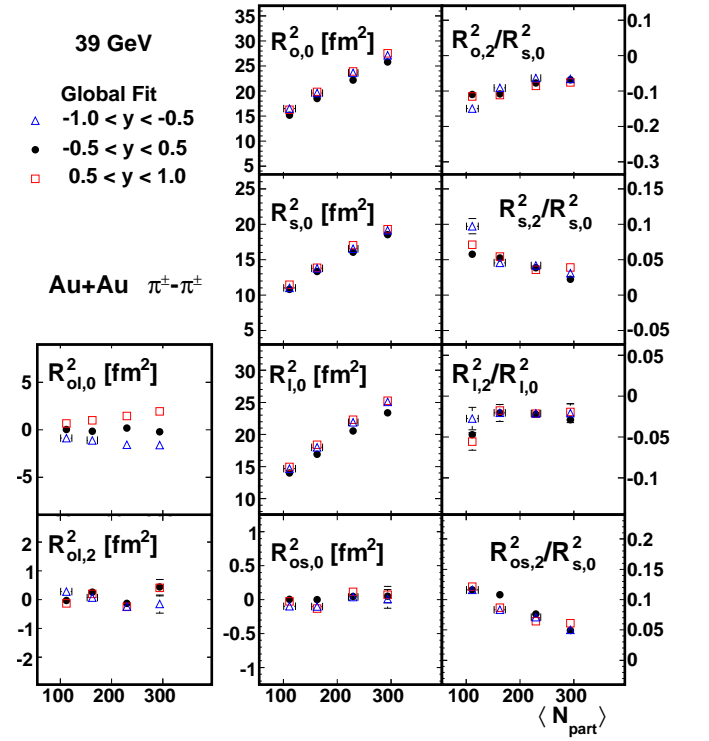 39 GeV
Global Fit
-1.0 < y < -0.5
-0.5 < y < 0.5
0.5 < y < 1.0
Au+Au π±-π±
R²o,0 [fm²]
35
30
25
20
15
10
5
R²o,2/R²s,0
0.1
0
-0.1
-0.2
-0.3
R²s,0 [fm²]
25
20
15
10
5
R²s,2/R²s,0
0.15
0.1
0.05
0
-0.05
R²ol,0 [fm²]
5
0
-5
R²l,0 [fm²]
30
25
20
15
10
R²l,2/R²l,0
0.05
0
-0.05
-0.1
R²ol,2 [fm²]
2
1
0
-1
-2
100 200 300
R²os,0 [fm²]
1
0.5
0
-0.5
-1
100 200 300
R²os,2/R²s,0
0.2
0.15
0.1
0.05
0
100 200 300
⟨ Npart ⟩